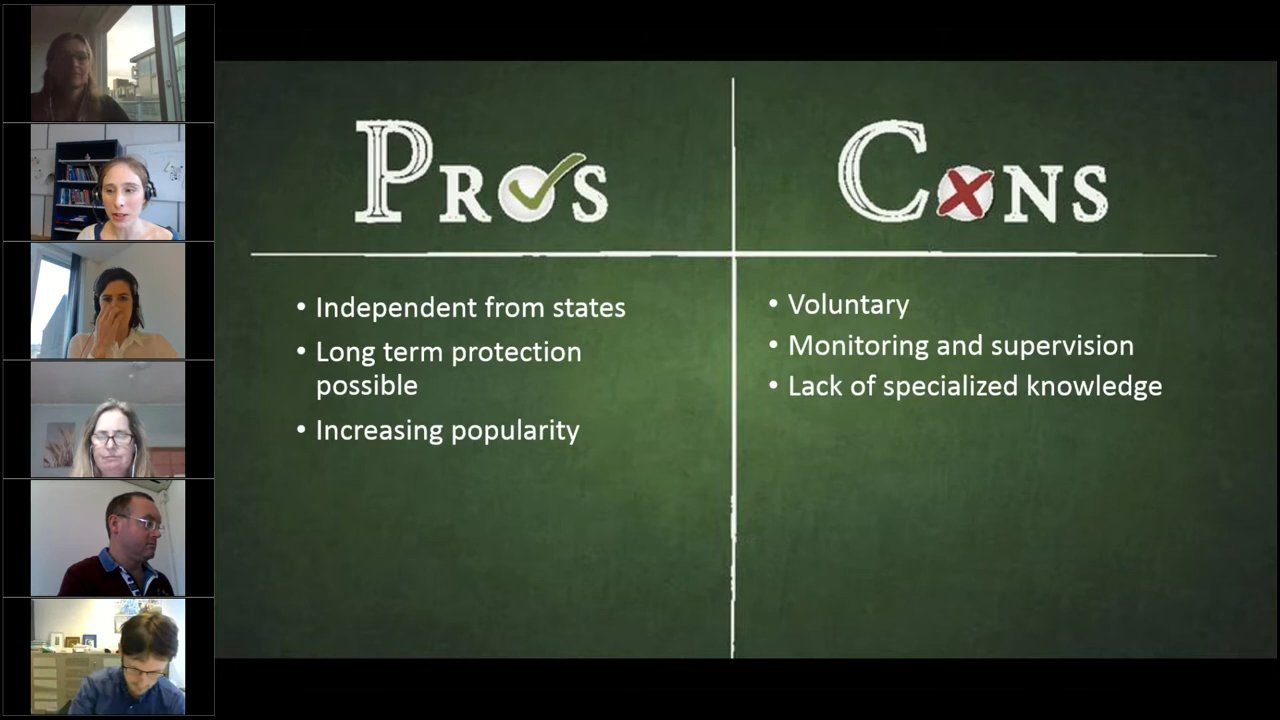 Pros
Cons
• Independent from states
• Long term protection
possible
• Increasing popularity
• Voluntary
• Monitoring and supervision
• Lack of specialized knowledge